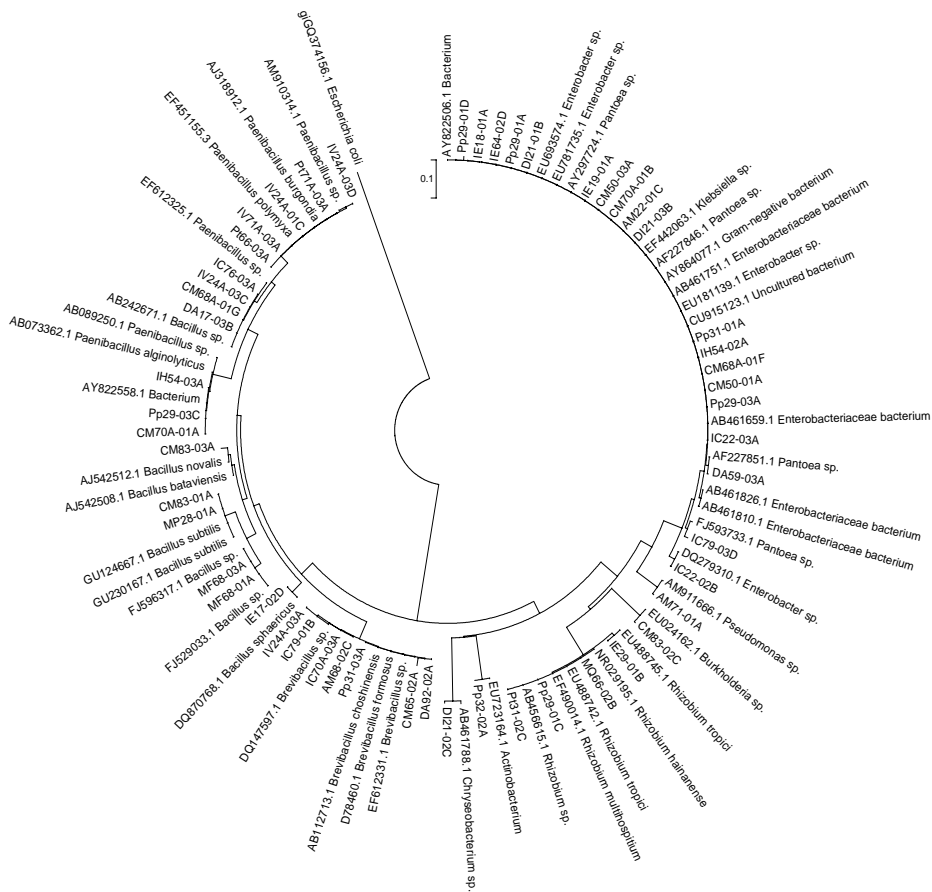 giGQ374156.1 Escherichia coli
AY822506.1 Bacterium
Pp29-01D
IE18-01A
IE64-02D
Pp29-01A
DI21-01B
EU693574.1 Enterobacter sp.
EU781735.1 Enterobacter sp.
AY297724.1 Pantoea sp.
IE19-01A
CM50-03A
CM70A-01B
AM22-01C
DI21-03B
EF442063.1 Klebsiella sp.
AF227846.1 Pantoea sp.
AY864077.1 Gram-negative bacterium
AB461751.1 Enterobacteriaceae bacterium
EU181139.1 Enterobacter sp.
CU915123.1 Uncultured bacterium
Pp31-01A
IH54-02A
CM68A-01F
CM50-01A
Pp29-03A
AB461659.1 Enterobacteriaceae bacterium
IC22-03A
AF227851.1 Pantoea sp.
DA59-03A
AB461826.1 Enterobacteriaceae bacterium
AB461810.1 Enterobacteriaceae bacterium
FJ593733.1 Pantoea sp.
IC79-03D
DQ279310.1 Enterobacter sp.
IC22-02B
AM911666.1 Pseudomonas sp.
AM71-01A
EU024162.1 Burkholderia sp.
CM83-02C
EU488745.1 Rhizobium tropici
IE29-01B
NR029195.1 Rhizobium hainanense
MQ66-02B
EU488742.1 Rhizobium tropici
EF490014.1 Rhizobium multihospitium
Pp29-01C
AB456615.1 Rhizobium sp.
Pt31-02C
EU723164.1 Actinobacterium
Pp32-02A
AB461788.1 Chryseobacterium sp.
DI21-02C
DA92-02A
CM65-02A
EF612331.1 Brevibacillus sp.
D78460.1 Brevibacillus formosus
AB112713.1 Brevibacillus choshinensis
Pp31-03A
AM68-02C
IC70A-03A
DQ147597.1 Brevibacillus sp.
IC79-01B
IV24A-03A
DQ870768.1 Bacillus sphaericus
IE17-02D
FJ529033.1 Bacillus sp.
MF68-01A
MF68-03A
FJ596317.1 Bacillus sp.
GU230167.1 Bacillus subtilis
GU124667.1 Bacillus subtilis
MP28-01A
CM83-01A
AJ542508.1 Bacillus bataviensis
AJ542512.1 Bacillus novalis
CM83-03A
CM70A-01A
Pp29-03C
AY822558.1 Bacterium
IH54-03A
AB073362.1 Paenibacillus alginolyticus
AB089250.1 Paenibacillus sp.
AB242671.1 Bacillus sp.
DA17-03B
CM68A-01G
IV24A-03C
IC76-03A
EF612325.1 Paenibacillus sp.
Pt66-03A
IV71A-03A
EF451155.3 Paenibacillus polymyxa
IV24A-01C
AJ318912.1 Paenibacillus burgondia
Pt71A-03A
AM910314.1 Paenibacillus sp.
IV24A-03D
0.1